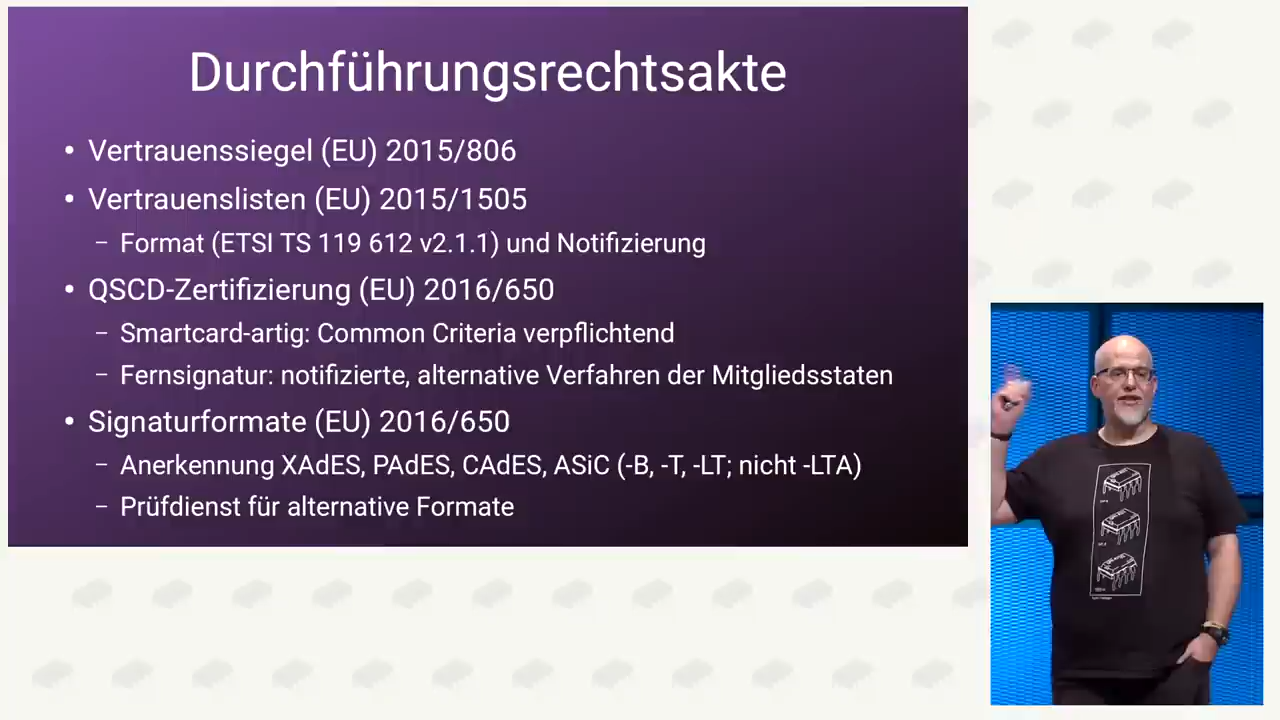 Durchführungsrechtsakte
• Vertrauenssiegel (EU) 2015/806
• Vertrauenslisten (EU) 2015/1505
– Format (ETSI TS 119 612 v2.1.1) und Notifizierung
• QSCD-Zertifizierung (EU) 2016/650
– Smartcard-artig: Common Criteria verpflichtend
– Fernsignatur: notifizierte, alternative Verfahren der Mitgliedsstaten
• Signaturformate (EU) 2016/650
– Anerkennung XAdES, PAdES, CAdES, ASiC (-B, -T, -LT; nicht -LTA)
– Prüfdienst für alternative Formate